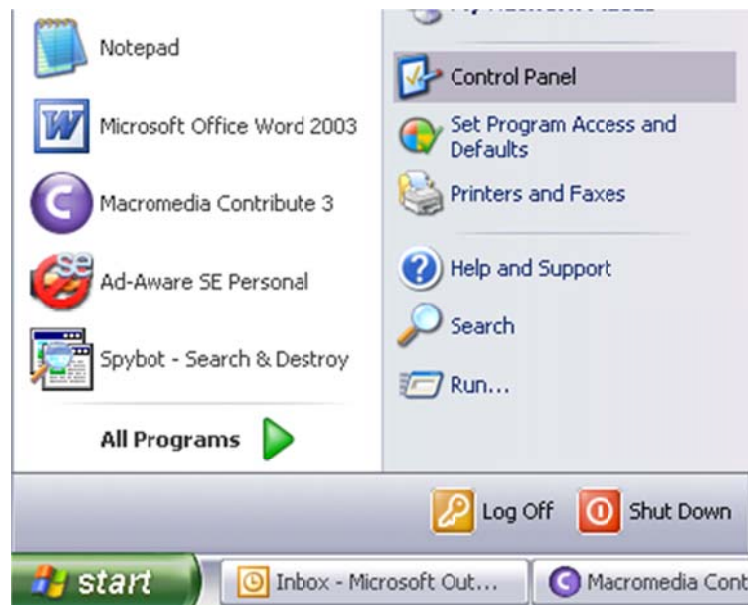 Notepad
Microsoft Office Word 2003
Macromedia Contribute 3
Ad-Aware SE Personal
Spybot - Search & Destroy
All Programs
Control Panel
Set Program Access and
Defaults
Printers and Faxes
Help and Support
Search
Run...
Log Off
Shut Down
start
Inbox - Microsoft Out...
Macromedia Cont